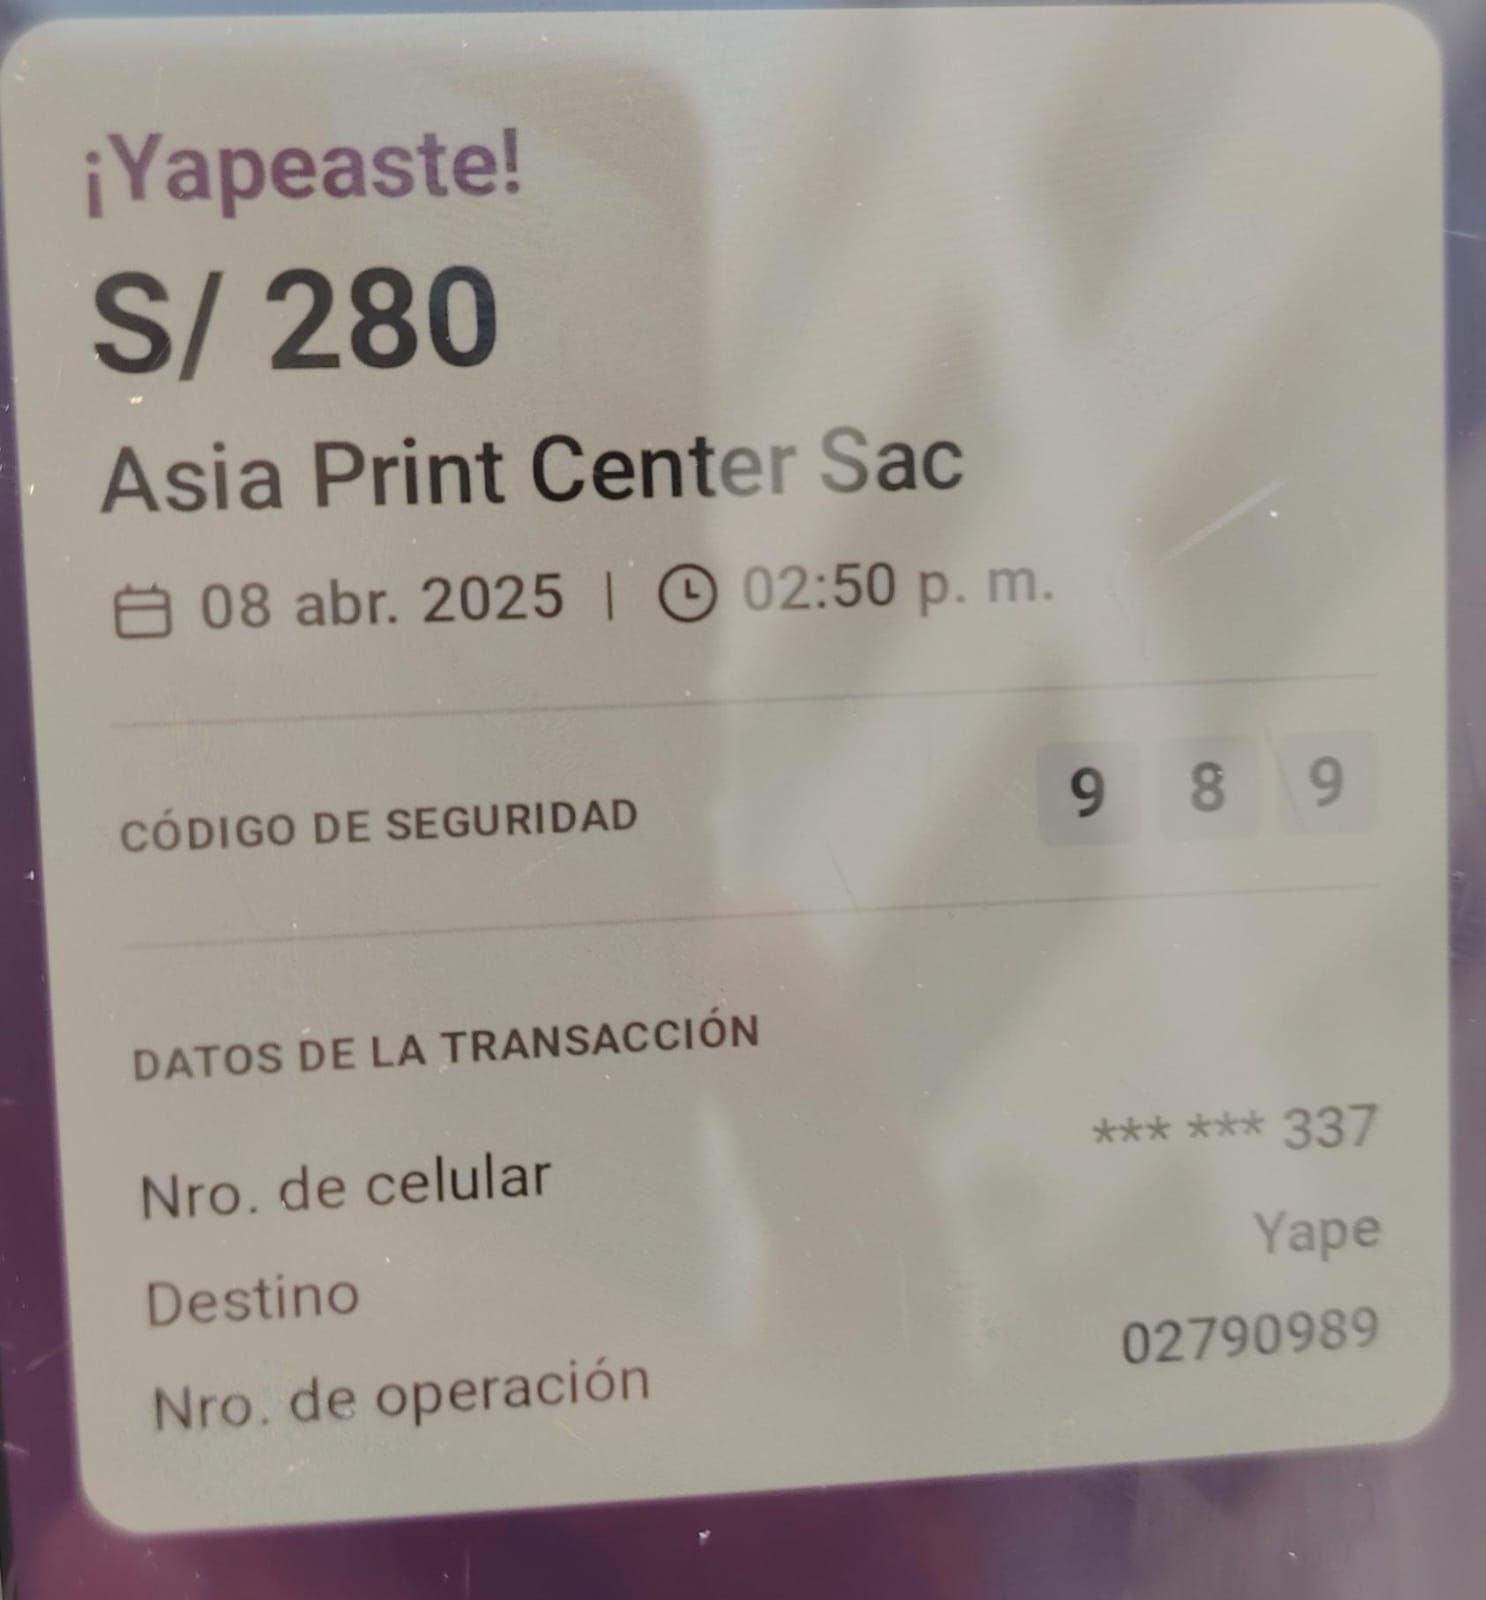 ¡Yapeaste!
S/ 280
Asia Print Center Sac
08 abr. 2025 | 02:50 p. m.
CÓDIGO DE SEGURIDAD 9 8 9
DATOS DE LA TRANSACCIÓN
Nro. de celular *** *** 337
Destino Yape
Nro. de operación 02790989